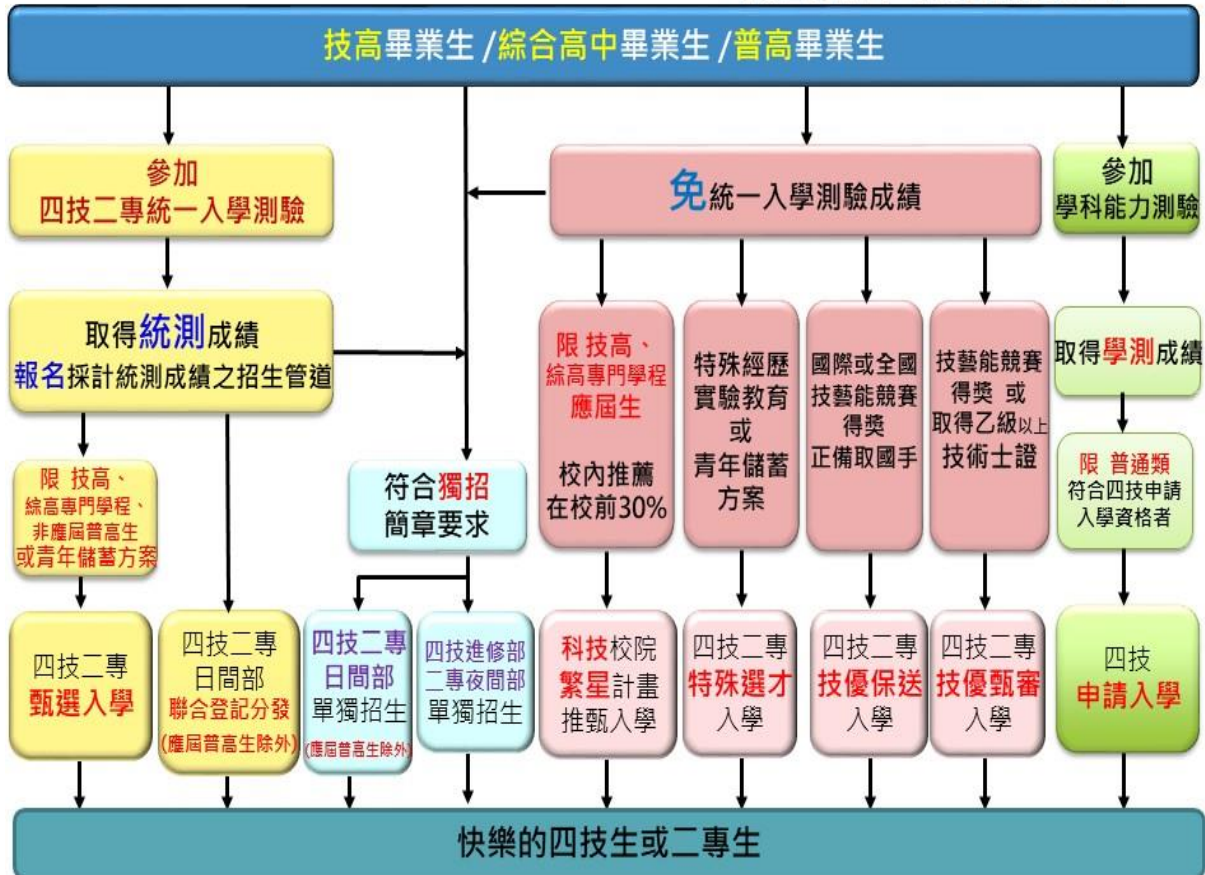 技高畢業生 /綜合高中畢業生 /普高畢業生
參加
四技二專統一入學測驗
免統一入學測驗成績
參加
學科能力測驗
取得統測成績
報名採計統測成績之招生管道
限 技高、
綜高專門學程
應屆生
校內推薦
在校前30%
特殊經歷
實驗教育
或
青年儲蓄
方案
國際或全國
技藝能競賽
得獎
正備取國手
技藝能競賽
得獎 或
取得乙級以上
技術士證
取得學測成績
限 技高、
綜高專門學程、
非應屆普高生
或青年儲蓄方案
符合獨招
簡章要求
限 普通類
符合四技申請
入學資格者
四技二專
甄選入學
四技二專
日間部
聯合登記分發
(應屆普高生除外)
四技二專
日間部
單獨招生
(應屆普高生除外)
四技進修部
二專夜間部
單獨招生
科技校院
繁星計畫
推甄入學
四技二專
特殊選才
入學
四技二專
技優保送
入學
四技二專
技優甄審
入學
四技
申請入學
快樂的四技生或二專生